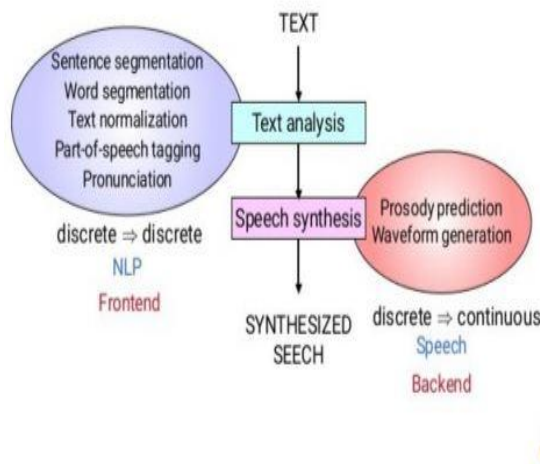 TEXT
Sentence segmentation
Word segmentation
Text normalization
Part-of-speech tagging
Pronunciation
Text analysis
discrete ⇒ discrete
NLP
Frontend
Speech synthesis
Prosody prediction
Waveform generation
discrete ⇒ continuous
Speech
Backend
SYNTHESIZED
SEECH